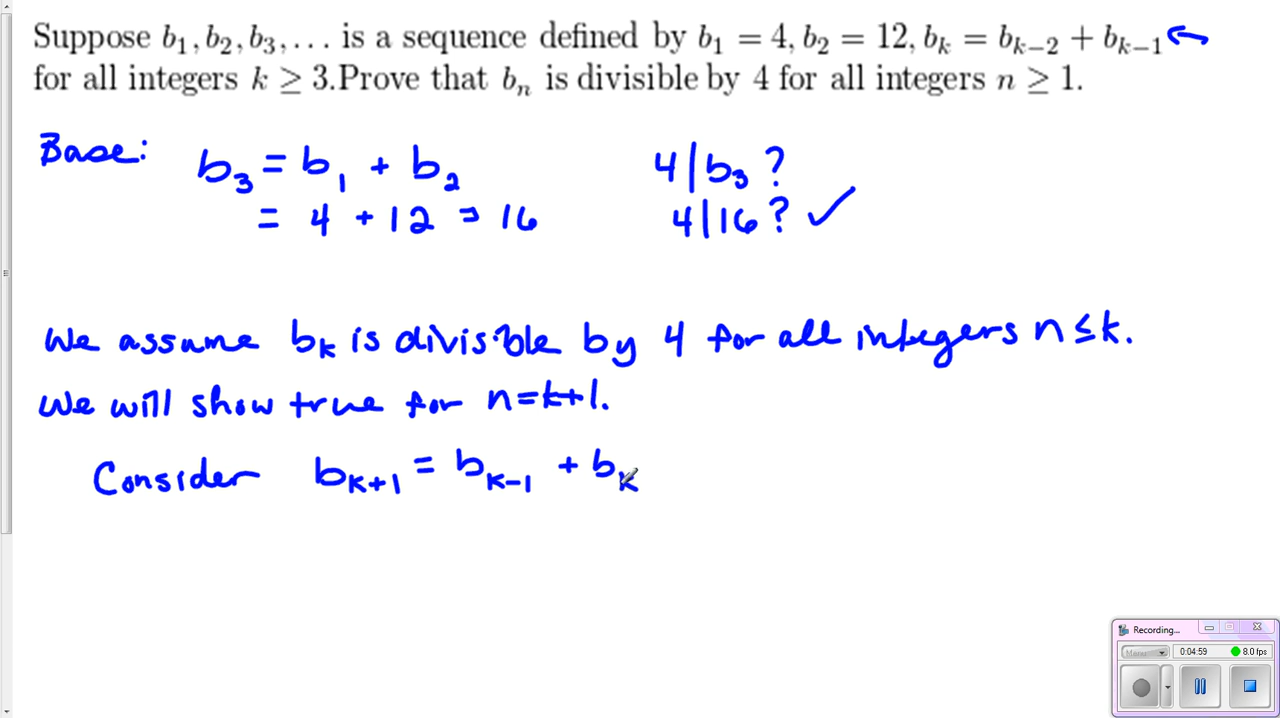 Suppose b₁, b₂, b₃, … is a sequence defined by b₁ = 4, b₂ = 12, bₖ = bₖ₋₂ + bₖ₋₁
for all integers k ≥ 3.Prove that bₙ is divisible by 4 for all integers n ≥ 1.
Base: b₃ = b₁ + b₂ 4|b₃ ?
= 4 + 12 = 16 4|16 ? ✓
We assume bₖ is divisible by 4 for all integers n ≤ k.
We will show true for n=k+1.
Consider bₖ₊₁ = bₖ₋₁ + bₖ
Recording...
Menu
0:04:59
8.0 fps